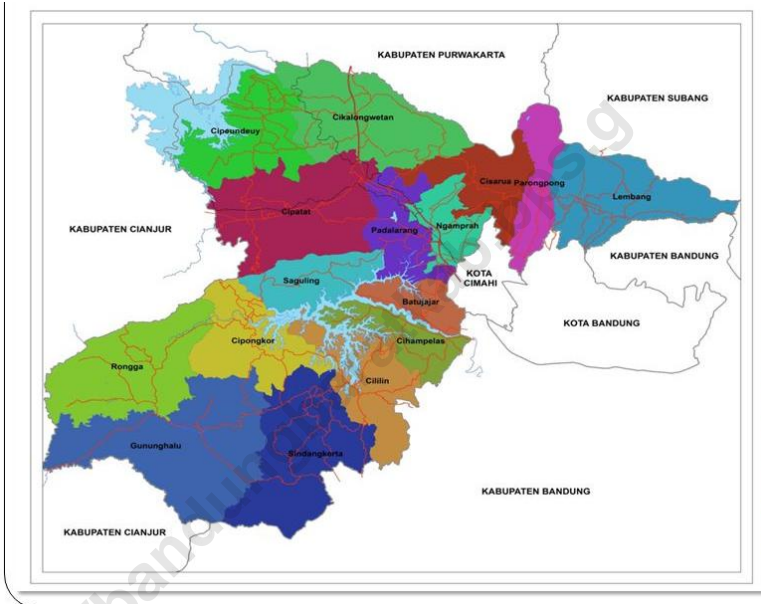 KABUPATEN PURWAKARTA
KABUPATEN SUBANG
Cikalongwetan
Cipeundeuy
Cisarua
Parongpong
Lembang
Cipatat
Padalarang
Ngamprah
KABUPATEN CIANJUR
KABUPATEN BANDUNG
KOTA
CIMAHI
Saguling
Batujajar
KOTA BANDUNG
Cipongkor
Cihampelas
Rongga
Cililin
Gununghalu
Sindangkerta
KABUPATEN BANDUNG
KABUPATEN CIANJUR